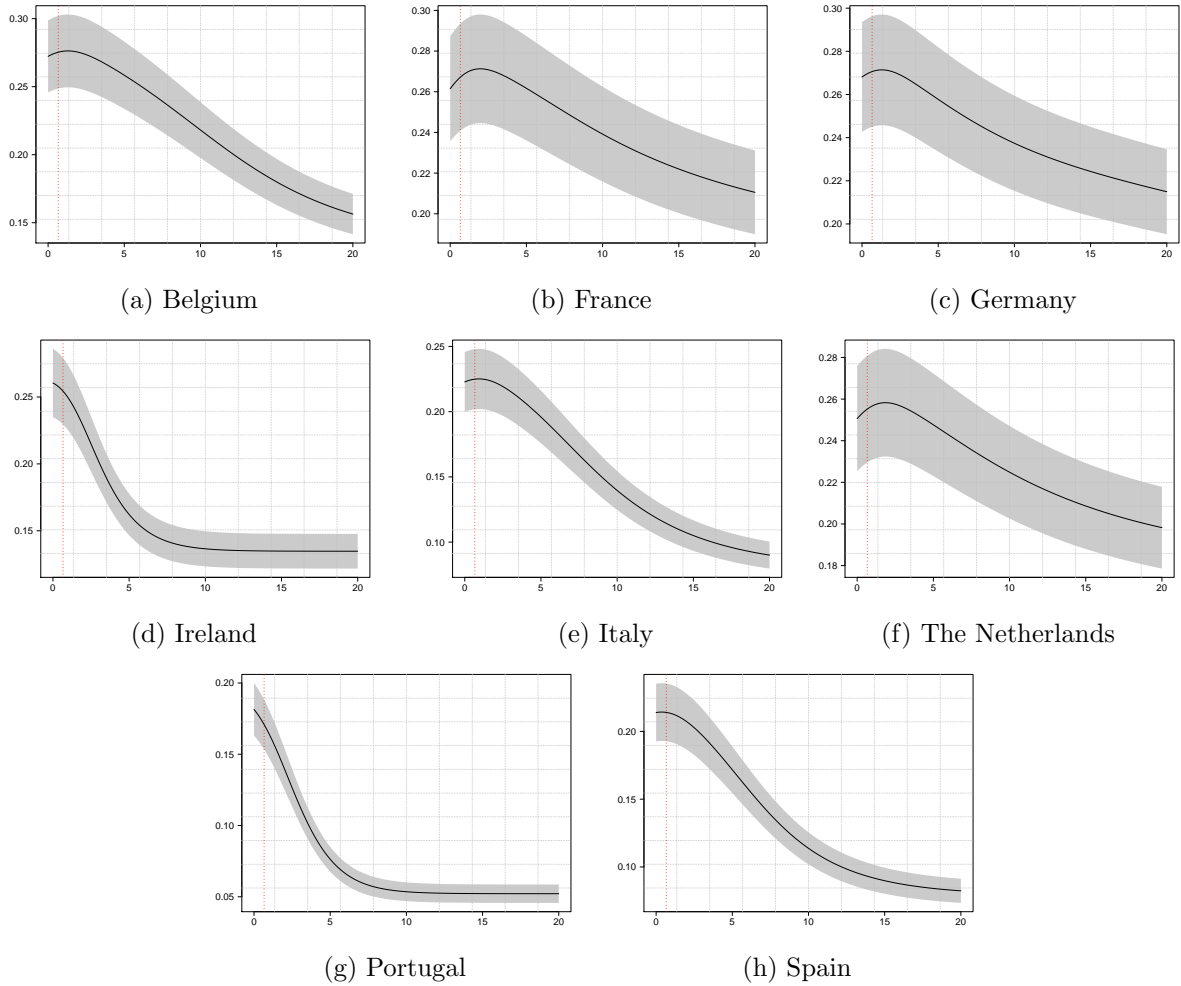 0.30
0.25
0.20
0.15
0 5 10 15 20
(a) Belgium
0.30
0.28
0.26
0.24
0.22
0.20
0 5 10 15 20
(b) France
0.30
0.28
0.26
0.24
0.22
0.20
0 5 10 15 20
(c) Germany
0.25
0.20
0.15
0 5 10 15 20
(d) Ireland
0.25
0.20
0.15
0.10
0 5 10 15 20
(e) Italy
0.28
0.26
0.24
0.22
0.20
0.18
0 5 10 15 20
(f) The Netherlands
0.20
0.15
0.10
0.05
0 5 10 15 20
(g) Portugal
0.20
0.15
0.10
0 5 10 15 20
(h) Spain